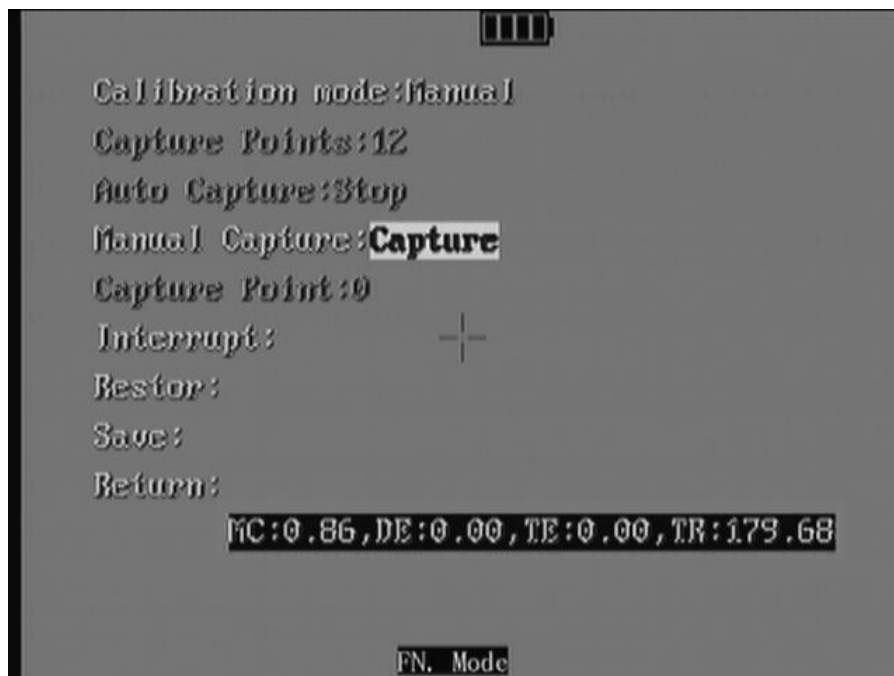 Calibration mode:Manual
Capture Points:12
Auto Capture:Stop
Manual Capture:Capture
Capture Point:0
Interrupt:
Restor:
Save:
Return:
MC:0.86,DE:0.00,TE:0.00,TR:179.68
FN. Mode